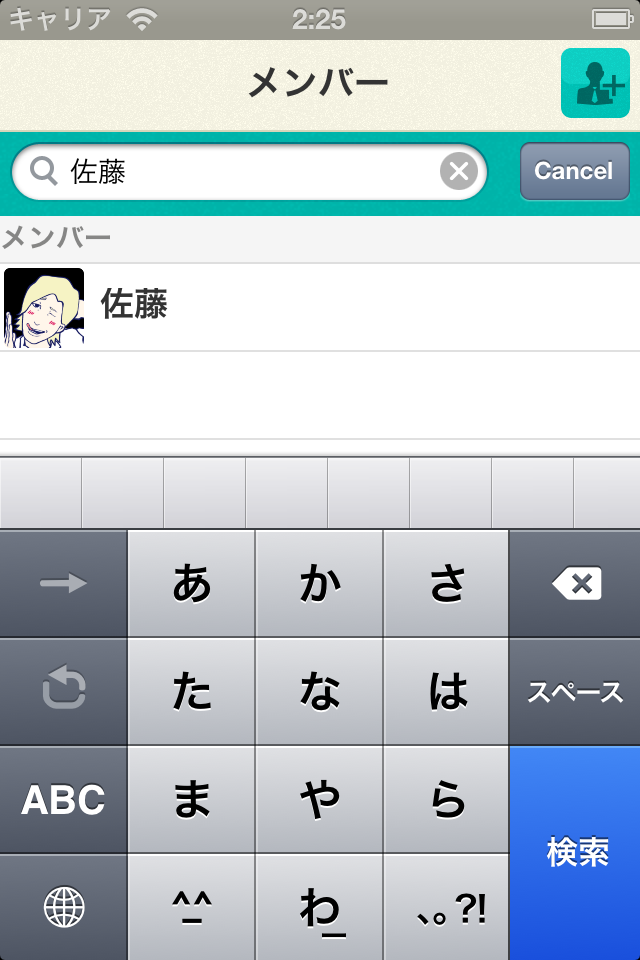 キャリア 2:25
メンバー
佐藤 Cancel
メンバー
佐藤
あ か さ
た な は スペース
ABC ま や ら 検索
^_^ わ_ 、。?!